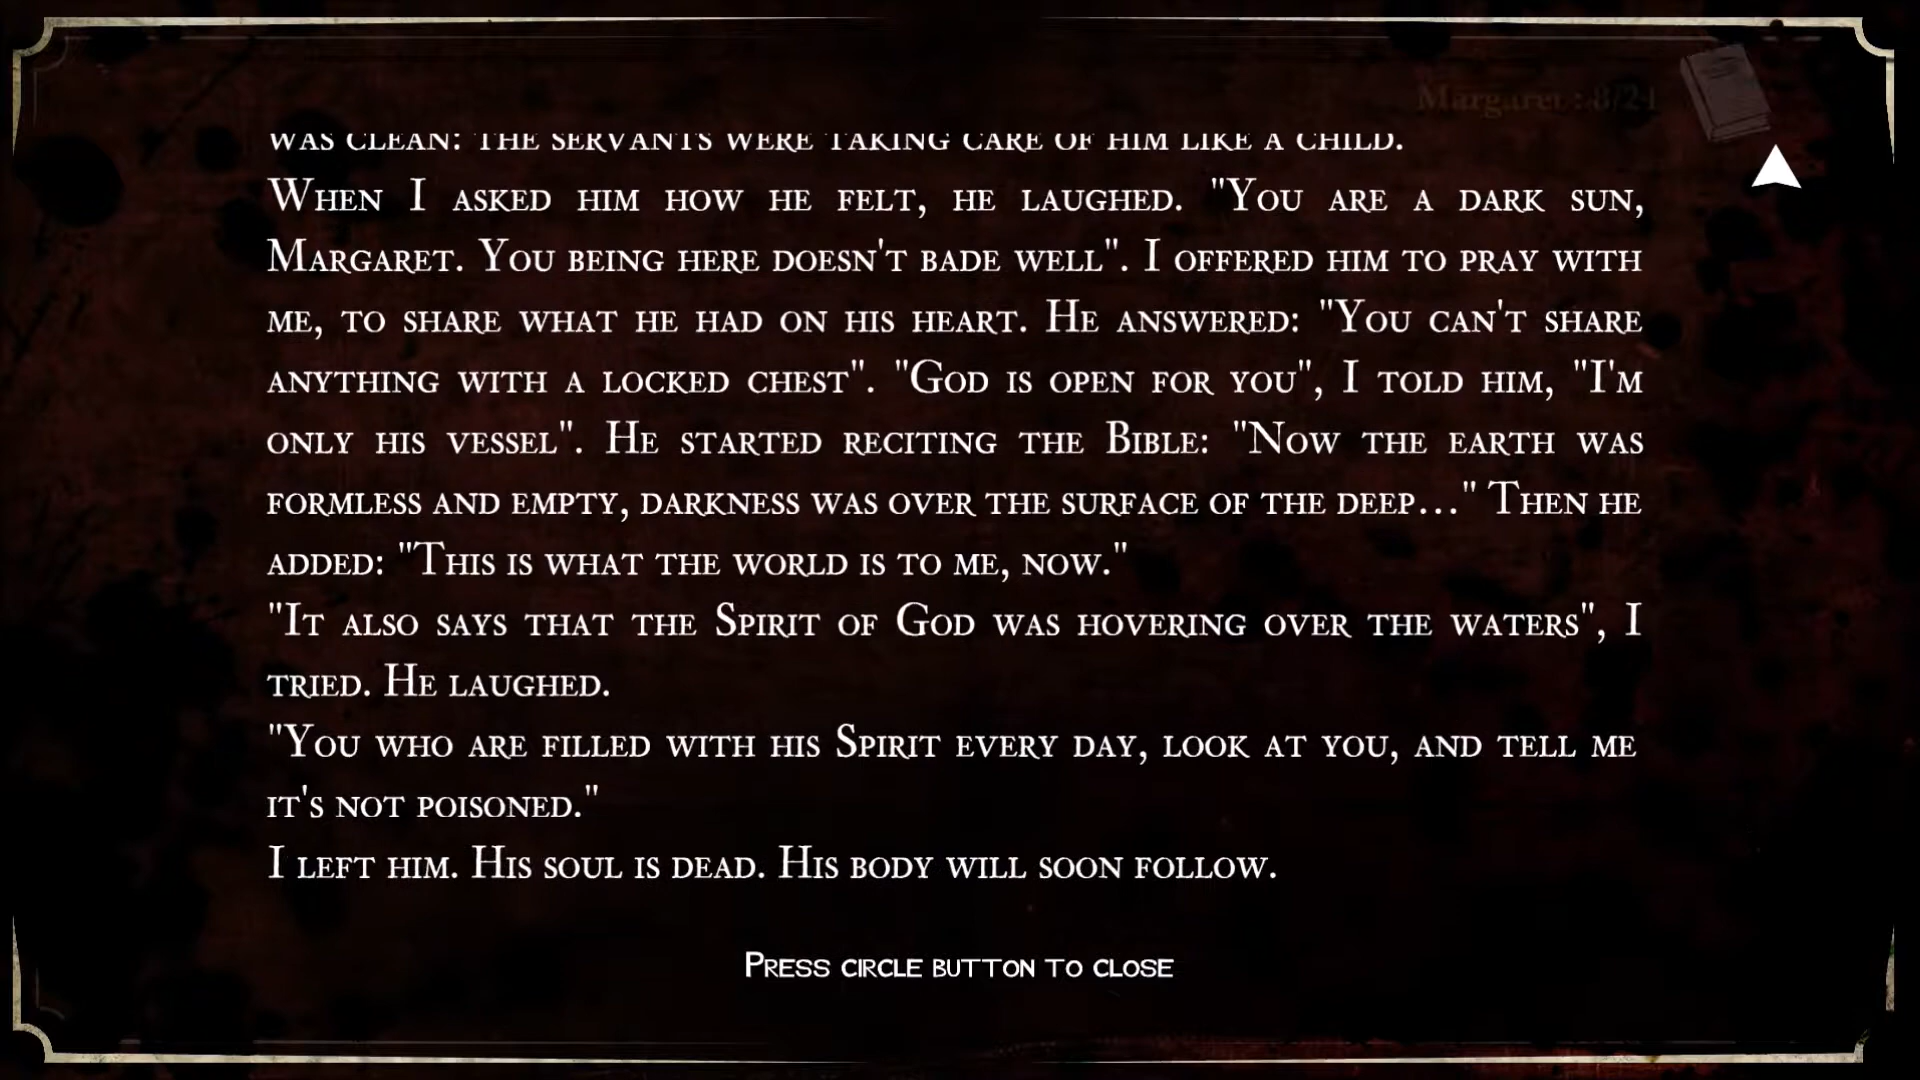 Margaret : 8/21
was clean: the servants were taking care of him like a child.
When I asked him how he felt, he laughed. "You are a dark sun,
Margaret. You being here doesn't bade well". I offered him to pray with
me, to share what he had on his heart. He answered: "You can't share
anything with a locked chest". "God is open for you", I told him, "I'm
only his vessel". He started reciting the Bible: "Now the earth was
formless and empty, darkness was over the surface of the deep..." Then he
added: "This is what the world is to me, now."
"It also says that the Spirit of God was hovering over the waters", I
tried. He laughed.
"You who are filled with his Spirit every day, look at you, and tell me
it's not poisoned."
I left him. His soul is dead. His body will soon follow.
Press circle button to close